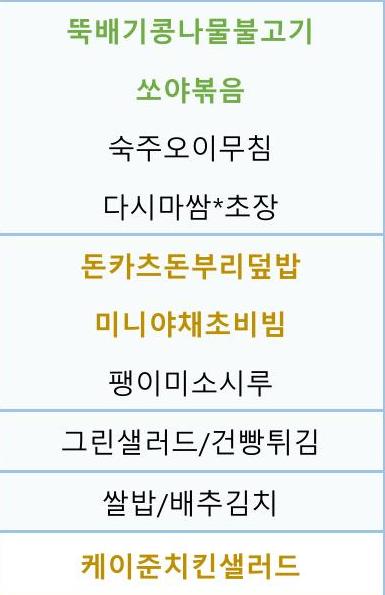 뚝배기콩나물불고기
쏘야볶음
숙주오이무침
다시마쌈*초장
돈카츠돈부리덮밥
미니야채초비빔
팽이미소시루
그린샐러드/건빵튀김
쌀밥/배추김치
케이준치킨샐러드